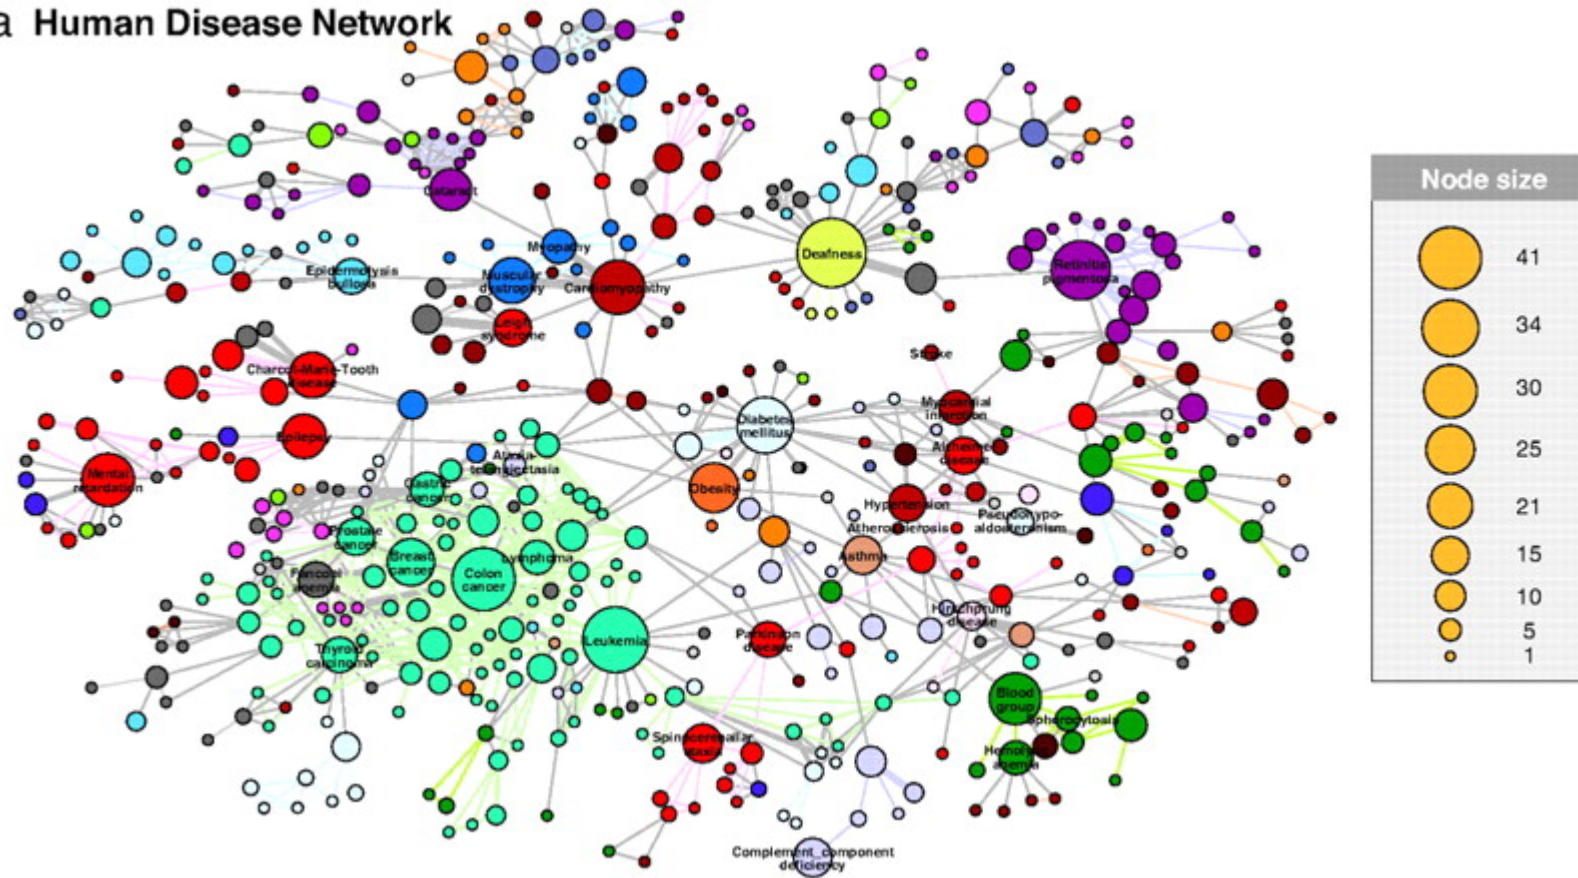 a Human Disease Network
Node size
41
34
30
25
21
15
10
5
1
Cataract
Myopathy
Deafness
Epidermolysis
bullosa
Muscular
dystrophy
Cardiomyopathy
Retinitis
pigmentosa
Leigh
syndrome
Charcot-Marie-Tooth
disease
Stroke
Myocardial
infarction
Diabetes
mellitus
Epilepsy
Alzheimer
disease
Ataxia-
telangiectasia
Mental
retardation
Gastric
cancer
Obesity
Hypertension
Pseudohypo-
aldosteronism
Atherosclerosis
Prostate
cancer
Breast
cancer
Lymphoma
Asthma
Colon
cancer
Fanconi
anemia
Hirschprung
disease
Leukemia
Parkinson
disease
Thyroid
carcinoma
Blood
group
Spherocytosis
Spinocerebellar
ataxia
Hemolytic
anemia
Complement_component
deficiency